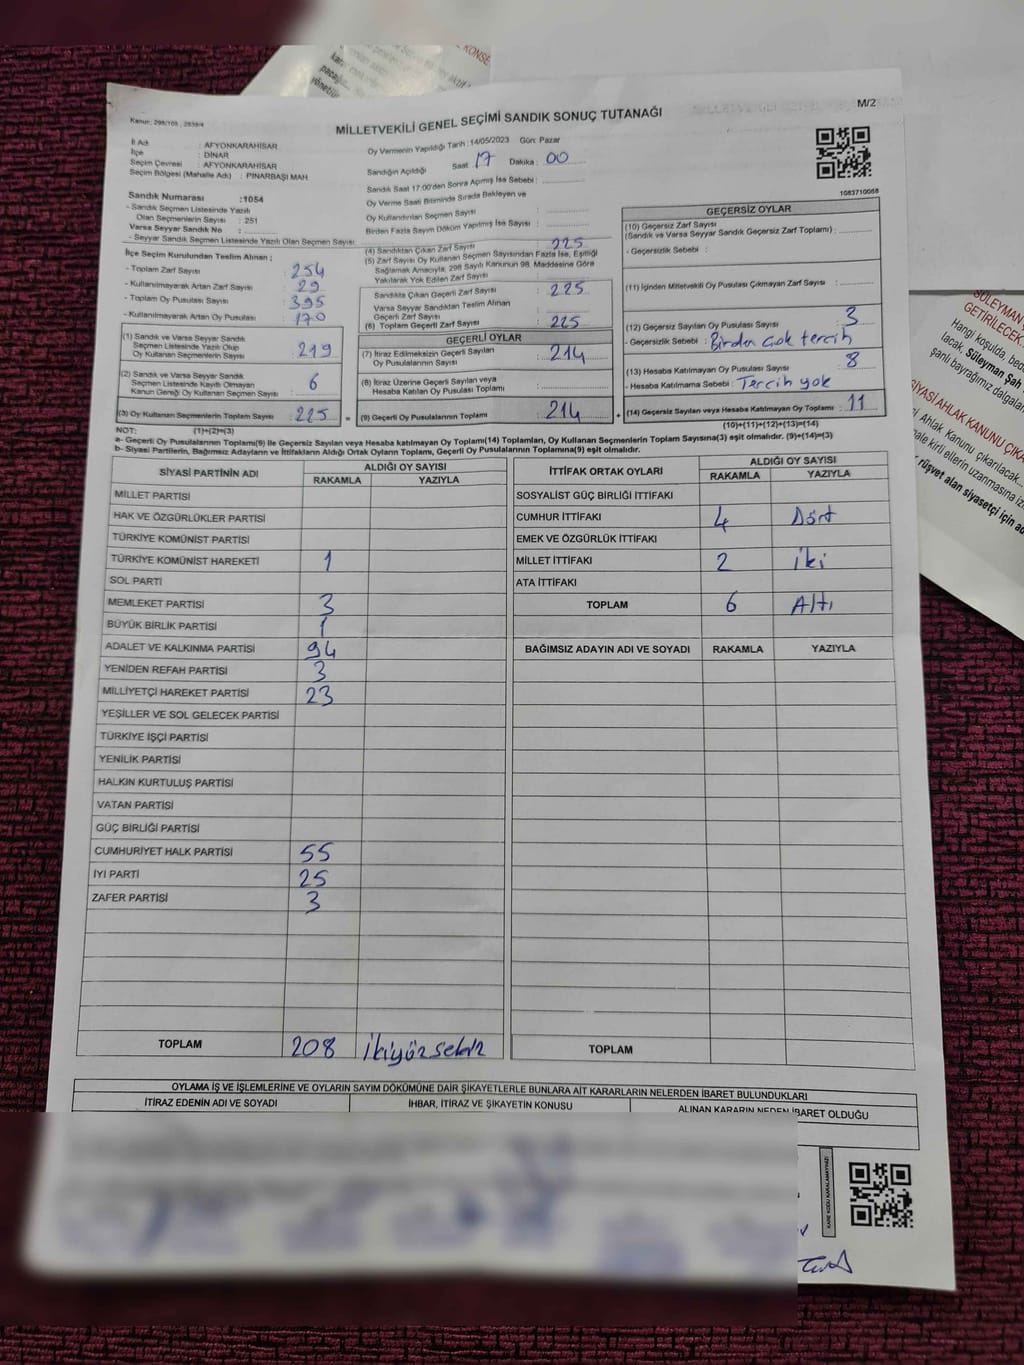 KONSE
M/2
Kanun: 298/105, 2839/4
MİLLETVEKİLİ GENEL SEÇİMİ SANDIK SONUÇ TUTANAĞI
İl Adı : AFYONKARAHİSAR
İlçe : DİNAR
Seçim Çevresi : AFYONKARAHİSAR
Seçim Bölgesi (Mahalle Adı) : PINARBAŞI MAH
Sandık Numarası :1054
- Sandık Seçmen Listesinde Yazılı
Olan Seçmenlerin Sayısı : 251
Varsa Seyyar Sandık No :
- Seyyar Sandık Seçmen Listesinde Yazılı Olan Seçmen Sayısı
İlçe Seçim Kurulundan Teslim Alınan ;
- Toplam Zarf Sayısı : 254
- Kullanılmayarak Artan Zarf Sayısı : 29
- Toplam Oy Pusulası Sayısı : 395
- Kullanılmayarak Artan Oy Pusulası : 170
(1) Sandık ve Varsa Seyyar Sandık
Seçmen Listesinde Yazılı Olup
Oy Kullanan Seçmenlerin Sayısı : 219
(2) Sandık ve Varsa Seyyar Sandık
Seçmen Listesinde Kayıtlı Olmayan
Kanun Gereği Oy Kullanan Seçmen Sayısı : 6
(3) Oy Kullanan Seçmenlerin Toplam Sayısı : 225 =
Oy Vermenin Yapıldığı Tarih : 14/05/2023 Gün: Pazar
Sandığın Açıldığı Saat : 17 Dakika : 00
Sandık Saat 17:00'den Sonra Açılmış İse Sebebi :
Oy Verme Saati Bitiminde Sırada Bekleyen ve
Oy Kullandırılan Seçmen Sayısı :
Birden Fazla Sayım Döküm Yapılmış İse Sayısı :
(4) Sandıktan Çıkan Zarf Sayısı : 225
(5) Zarf Sayısı Oy Kullanan Seçmen Sayısından Fazla İse, Eşitliği
Sağlamak Amacıyla, 298 Sayılı Kanunun 98. Maddesine Göre
Yakılarak Yok Edilen Zarf Sayısı :
Sandıkta Çıkan Geçerli Zarf Sayısı : 225
Varsa Seyyar Sandıktan Teslim Alınan
Geçerli Zarf Sayısı :
(6) Toplam Geçerli Zarf Sayısı : 225
GEÇERLİ OYLAR
(7) İtiraz Edilmeksizin Geçerli Sayılan
Oy Pusulalarının Sayısı : 214
(8) İtiraz Üzerine Geçerli Sayılan veya
Hesaba Katılan Oy Pusulası Toplamı :
(9) Geçerli Oy Pusulalarının Toplamı : 214 +
1083710088
GEÇERSİZ OYLAR
(10) Geçersiz Zarf Sayısı
(Sandık ve Varsa Seyyar Sandık Geçersiz Zarf Toplamı) :
- Geçersizlik Sebebi :
(11) İçinden Milletvekili Oy Pusulası Çıkmayan Zarf Sayısı :
(12) Geçersiz Sayılan Oy Pusulası Sayısı : 3
- Geçersizlik Sebebi : Birden çok tercih
(13) Hesaba Katılmayan Oy Pusulası Sayısı : 8
- Hesaba Katılmama Sebebi : Tercih yok
(14) Geçersiz Sayılan veya Hesaba Katılmayan Oy Toplamı : 11
NOT: (1)+(2)=(3) (10)+(11)+(12)+(13)=(14)
a- Geçerli Oy Pusulalarının Toplamı(9) ile Geçersiz Sayılan veya Hesaba katılmayan Oy Toplamı(14) Toplamları, Oy Kullanan Seçmenlerin Toplam Sayısına(3) eşit olmalıdır. (9)+(14)=(3)
b- Siyasi Partilerin, Bağımsız Adayların ve İttifakların Aldığı Oy Sayısı Ortak Oyların Toplamı, Geçerli Oy Pusulalarının Toplamına(9) eşit olmalıdır.
SİYASİ PARTİNİN ADI ALDIĞI OY SAYISI
RAKAMLA YAZIYLA
MİLLET PARTİSİ
HAK VE ÖZGÜRLÜKLER PARTİSİ
TÜRKİYE KOMÜNİST PARTİSİ
TÜRKİYE KOMÜNİST HAREKETİ 1
SOL PARTİ
MEMLEKET PARTİSİ 3
BÜYÜK BİRLİK PARTİSİ 1
ADALET VE KALKINMA PARTİSİ 94
YENİDEN REFAH PARTİSİ 3
MİLLİYETÇİ HAREKET PARTİSİ 23
YEŞİLLER VE SOL GELECEK PARTİSİ
TÜRKİYE İŞÇİ PARTİSİ
YENİLİK PARTİSİ
HALKIN KURTULUŞ PARTİSİ
VATAN PARTİSİ
GÜÇ BİRLİĞİ PARTİSİ
CUMHURİYET HALK PARTİSİ 55
İYİ PARTİ 25
ZAFER PARTİSİ 3
TOPLAM 208 İkiyüz sekiz
İTTİFAK ORTAK OYLARI ALDIĞI OY SAYISI
RAKAMLA YAZIYLA
SOSYALİST GÜÇ BİRLİĞİ İTTİFAKI
CUMHUR İTTİFAKI 4 Dört
EMEK VE ÖZGÜRLÜK İTTİFAKI
MİLLET İTTİFAKI 2 iki
ATA İTTİFAKI
TOPLAM 6 Altı
BAĞIMSIZ ADAYIN ADI VE SOYADI RAKAMLA YAZIYLA
TOPLAM
OYLAMA İŞ VE İŞLEMLERİNE VE OYLARIN SAYIM DÖKÜMÜNE DAİR ŞİKAYETLERLE BUNLARA AİT KARARLARIN NELERDEN İBARET BULUNDUKLARI
İTİRAZ EDENİN ADI VE SOYADI İHBAR, İTİRAZ VE ŞİKAYETİN KONUSU ALINAN KARARIN NEDEN İBARET OLDUĞU
KARE KODU KARALAMAYINIZ!
SÜLEYMAN
GETİRİLECEK
Hangi koşulda, bede
lacak, Süleyman Şah
şanlı bayrağımız dalgalan
SİYASİ AHLAK KANUNU ÇIKA
Ahlak Kanunu çıkarılacak...
kirli ellerin uzanmasına iz
rüşvet alan siyasetçi için a